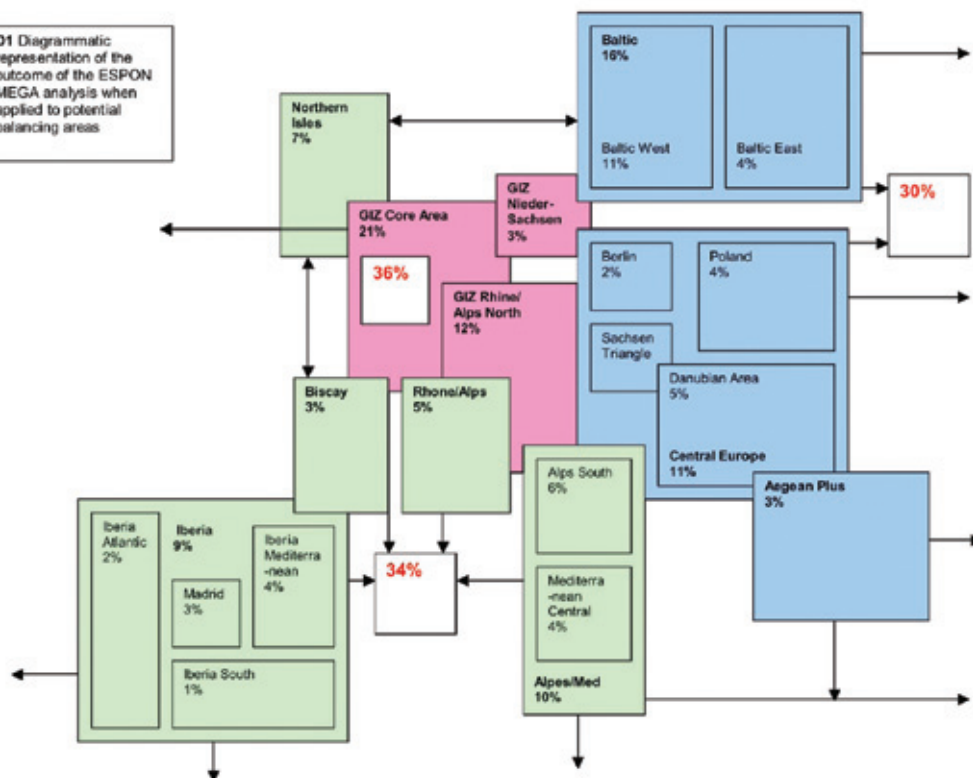 01 Diagrammatic
representation of the
outcome of the ESPON
MEGA analysis when
applied to potential
balancing areas
Northern
Isles
7%
Baltic
16%
Baltic West
11%
Baltic East
4%
30%
GIZ
Nieder-
Sachsen
3%
GIZ Core Area
21%
36%
GIZ Rhine/
Alps North
12%
Berlin
2%
Poland
4%
Sachsen
Triangle
Danubian Area
5%
Central Europe
11%
Biscay
3%
Rhone/Alps
5%
Aegean Plus
3%
Alps South
6%
Mediterra
-nean
Central
4%
Alpes/Med
10%
34%
Iberia
Atlantic
2%
Iberia
9%
Iberia
Mediterra
-nean
4%
Madrid
3%
Iberia South
1%